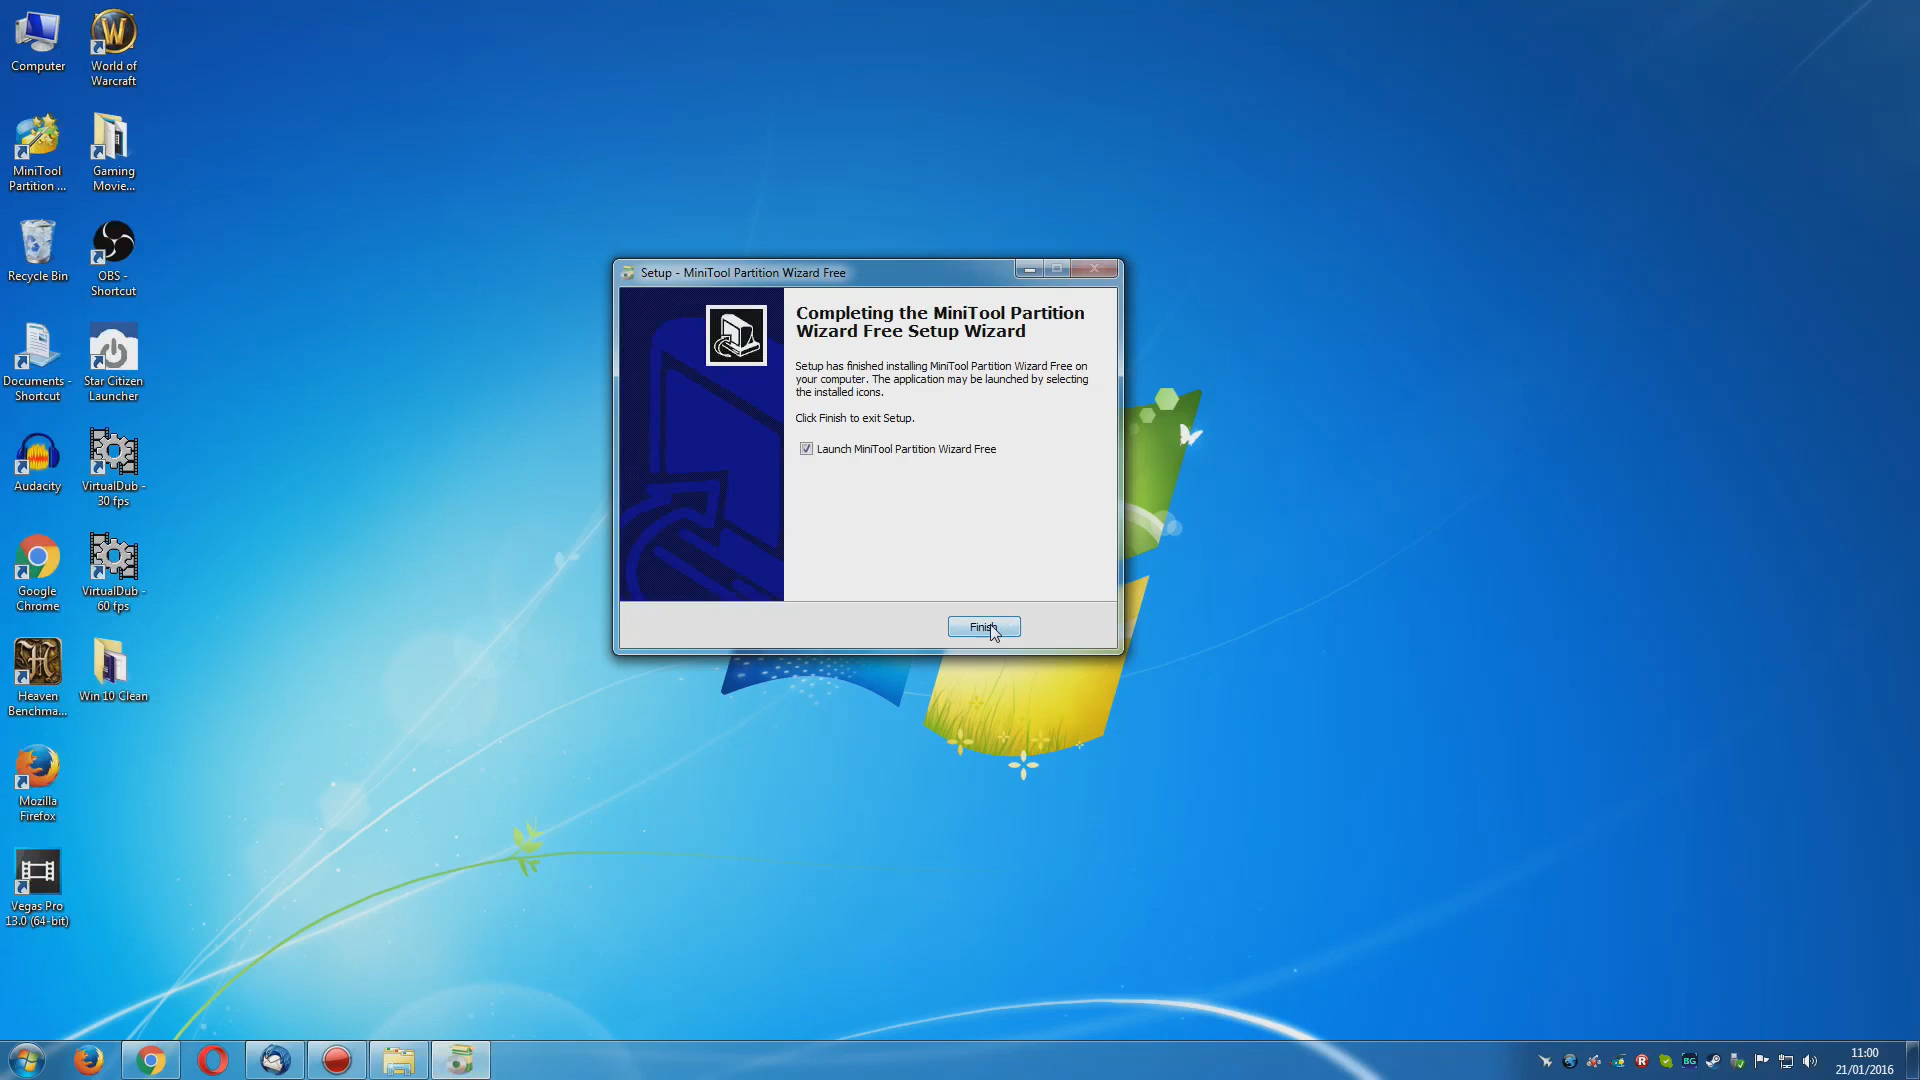 Computer
World of
Warcraft
MiniTool
Partition ...
Gaming
Movie...
Recycle Bin
OBS -
Shortcut
Documents -
Shortcut
Star Citizen
Launcher
Audacity
VirtualDub -
30 fps
Google
Chrome
VirtualDub -
60 fps
Heaven
Benchma...
Win 10 Clean
Mozilla
Firefox
Vegas Pro
13.0 (64-bit)
Setup - MiniTool Partition Wizard Free
Completing the MiniTool Partition
Wizard Free Setup Wizard
Setup has finished installing MiniTool Partition Wizard Free on
your computer. The application may be launched by selecting
the installed icons.
Click Finish to exit Setup.
Launch MiniTool Partition Wizard Free
Finish
BG
11:00
21/01/2016